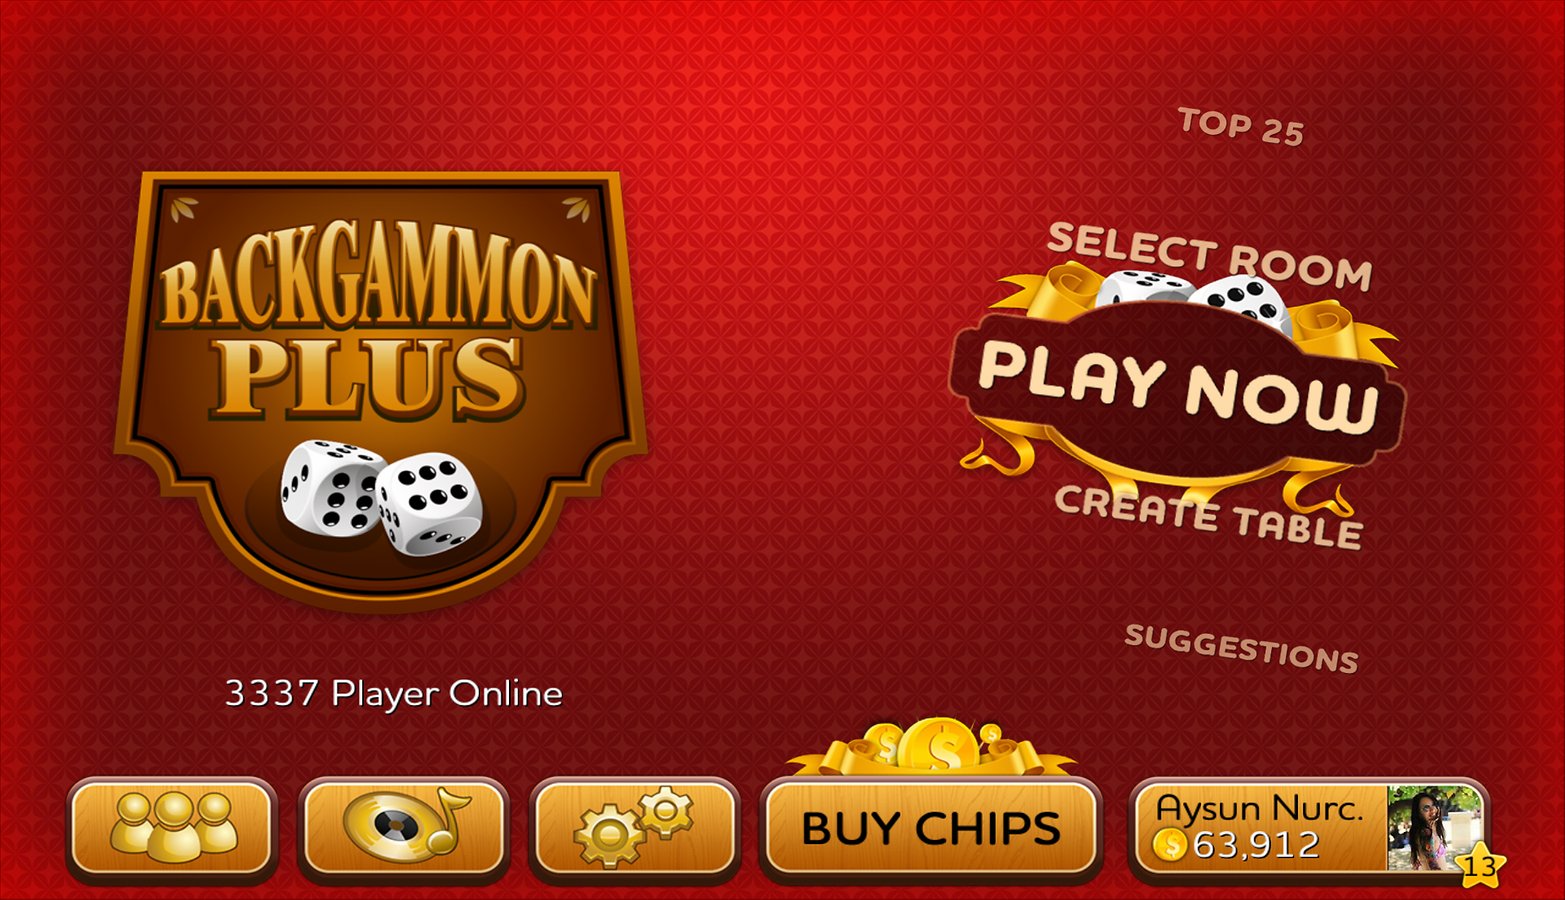 BACKGAMMON
PLUS
3337 Player Online
TOP 25
SELECT ROOM
PLAY NOW
CREATE TABLE
SUGGESTIONS
BUY CHIPS
Aysun Nurc.
63,912
13